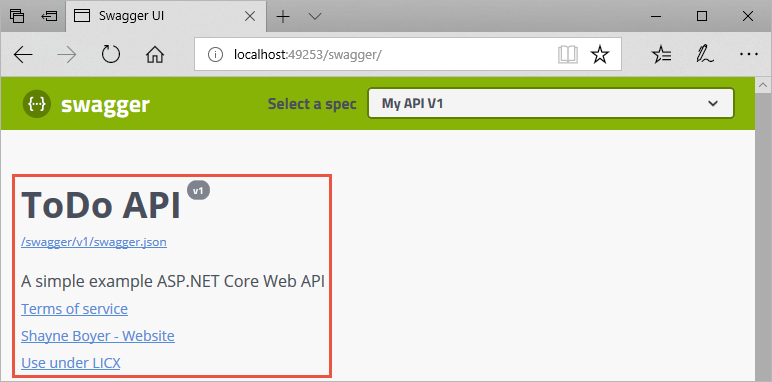 Swagger UI
localhost:49253/swagger/
{··} swagger
Select a spec
My API V1
ToDo API v1
/swagger/v1/swagger.json
A simple example ASP.NET Core Web API
Terms of service
Shayne Boyer - Website
Use under LICX